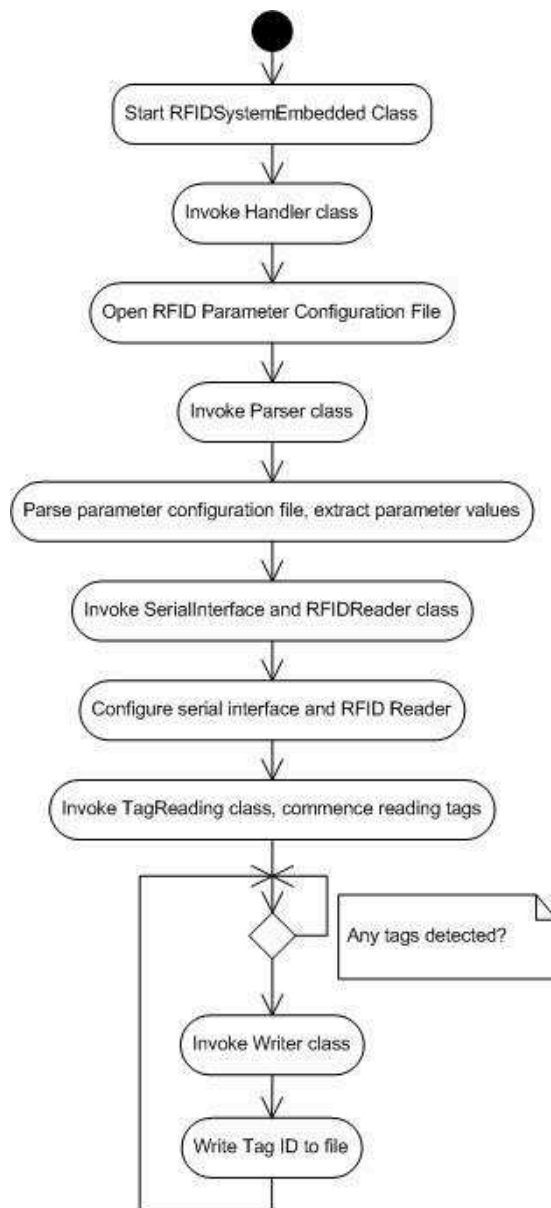 Start RFIDSystemEmbedded Class
Invoke Handler class
Open RFID Parameter Configuration File
Invoke Parser class
Parse parameter configuration file, extract parameter values
Invoke SerialInterface and RFIDReader class
Configure serial interface and RFID Reader
Invoke TagReading class, commence reading tags
Any tags detected?
Invoke Writer class
Write Tag ID to file